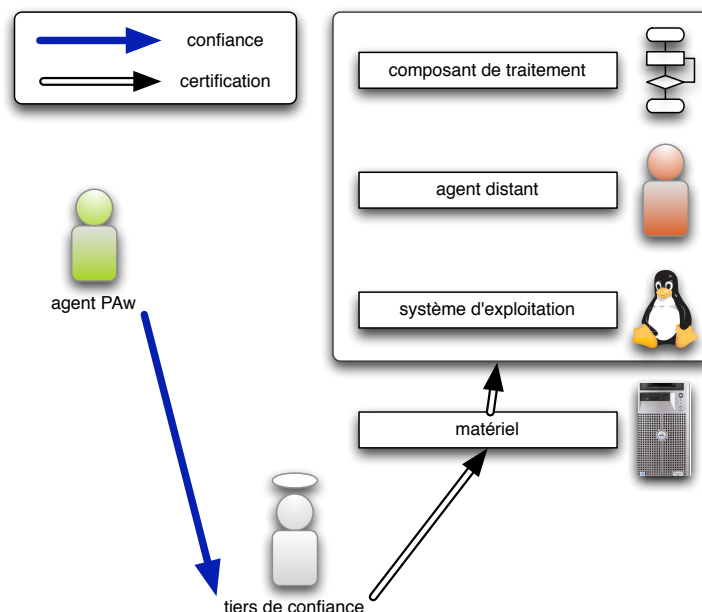 confiance
certification
composant de traitement
agent distant
agent PAw
système d'exploitation
matériel
tiers de confiance